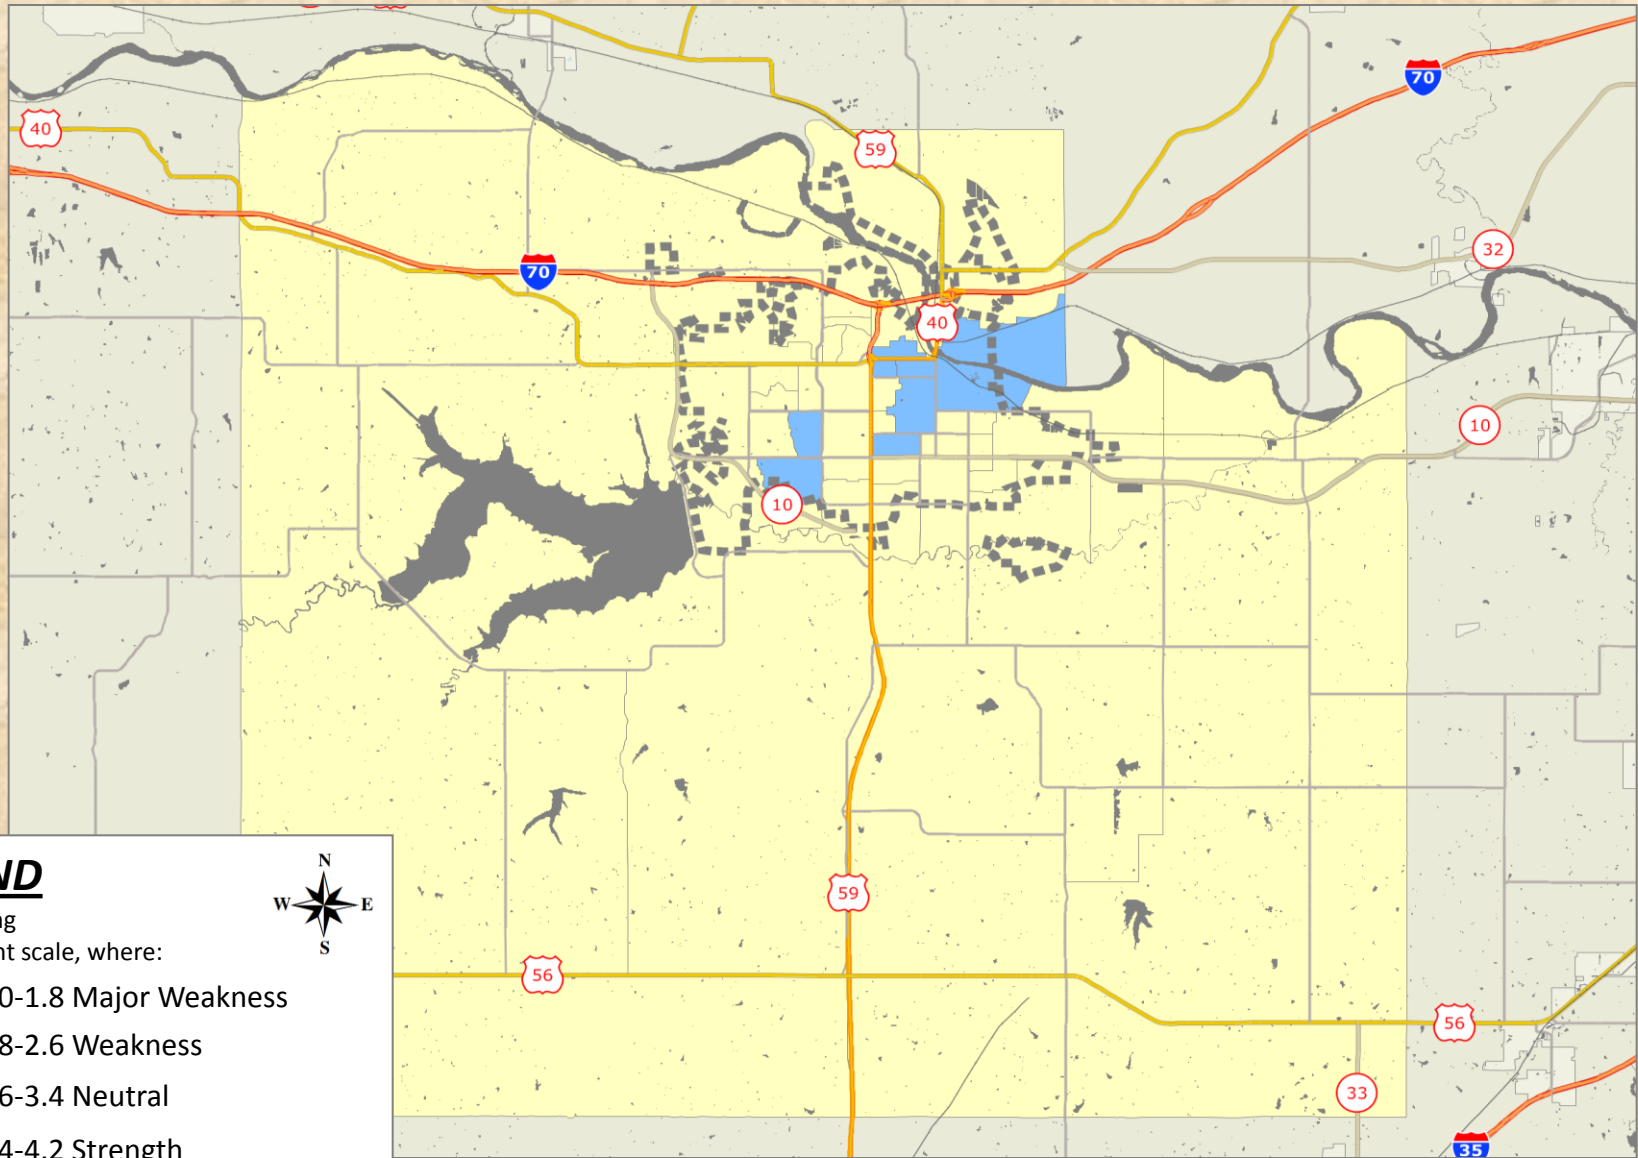 70
40
59
32
70
40
10
10
59
56
56
33
35
N
W E
S
ND
ng
nt scale, where:
0-1.8 Major Weakness
8-2.6 Weakness
6-3.4 Neutral
4-4.2 Strength